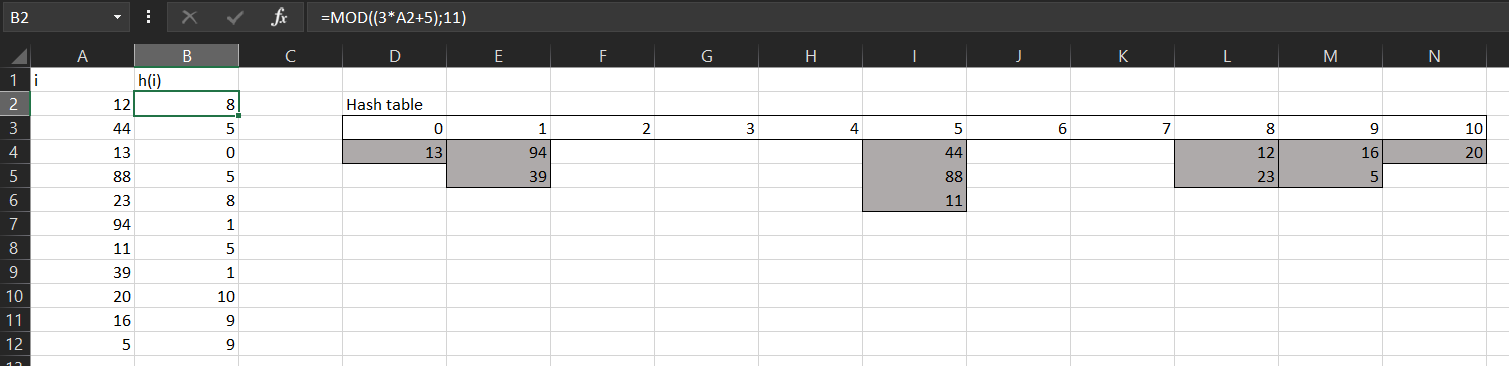 B2 fx =MOD((3*A2+5);11)
A B C D E F G H I J K L M N
1 i h(i)
2 12 8 Hash table
3 44 5 0 1 2 3 4 5 6 7 8 9 10
4 13 0 13 94 44 12 16 20
5 88 5 39 88 23 5
6 23 8 11
7 94 1
8 11 5
9 39 1
10 20 10
11 16 9
12 5 9
13